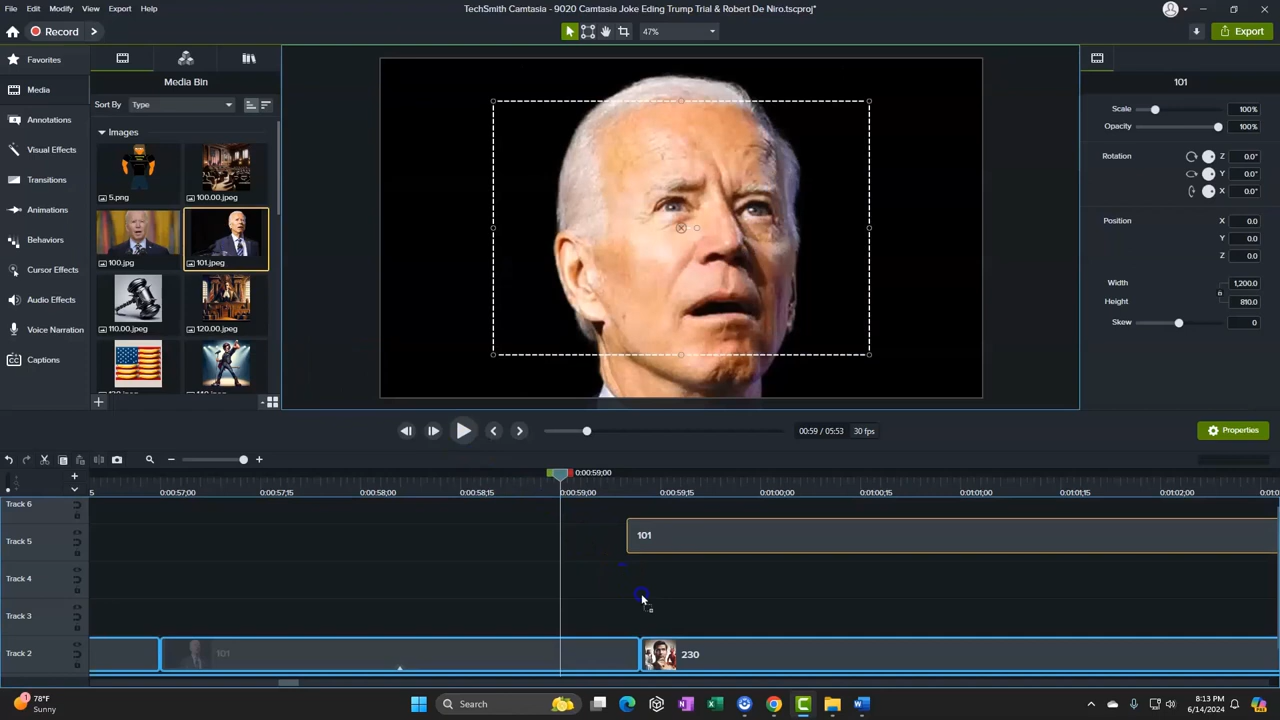 File Edit Modify View Export Help TechSmith Camtasia - 9020 Camtasia Joke Eding Trump Trial & Robert De Niro.tscproj*
Record 47% Export
Favorites
Media
Annotations
Visual Effects
Transitions
Animations
Behaviors
Cursor Effects
Audio Effects
Voice Narration
Captions
Media Bin
Sort By Type
Images
5.png 100.00.jpeg
100.jpg 101.jpeg
110.00.jpeg 120.00.jpeg
101
Scale 100%
Opacity 100%
Rotation Z 0.0°
Y 0.0°
X 0.0°
Position X 0.0
Y 0.0
Z 0.0
Width 1,200.0
Height 810.0
Skew 0
00:59 / 05:53 30 fps
Properties
0:00:59;00
0:00:57;00 0:00:57;15 0:00:58;00 0:00:58;15 0:00:59;00 0:00:59;15 0:01:00;00 0:01:00;15 0:01:01;00 0:01:01;15 0:01:02;00
Track 6
Track 5 101
Track 4
Track 3
Track 2 101 230
78°F
Sunny
Search
8:13 PM
6/14/2024